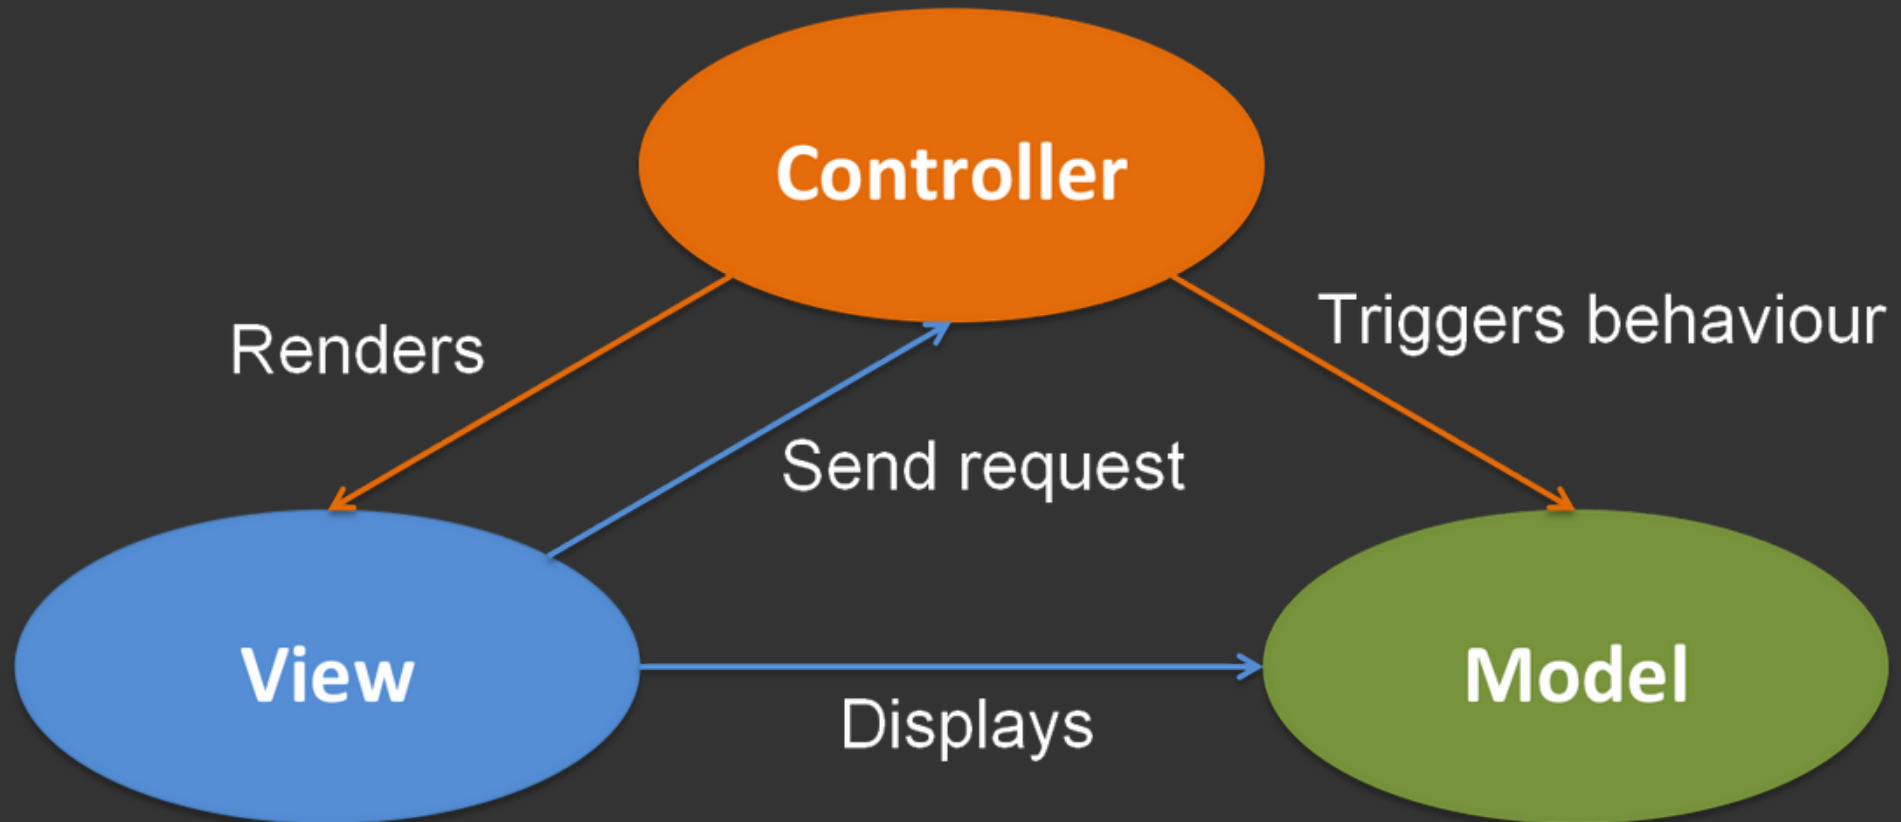 Controller
Renders
Triggers behaviour
Send request
View
Displays
Model